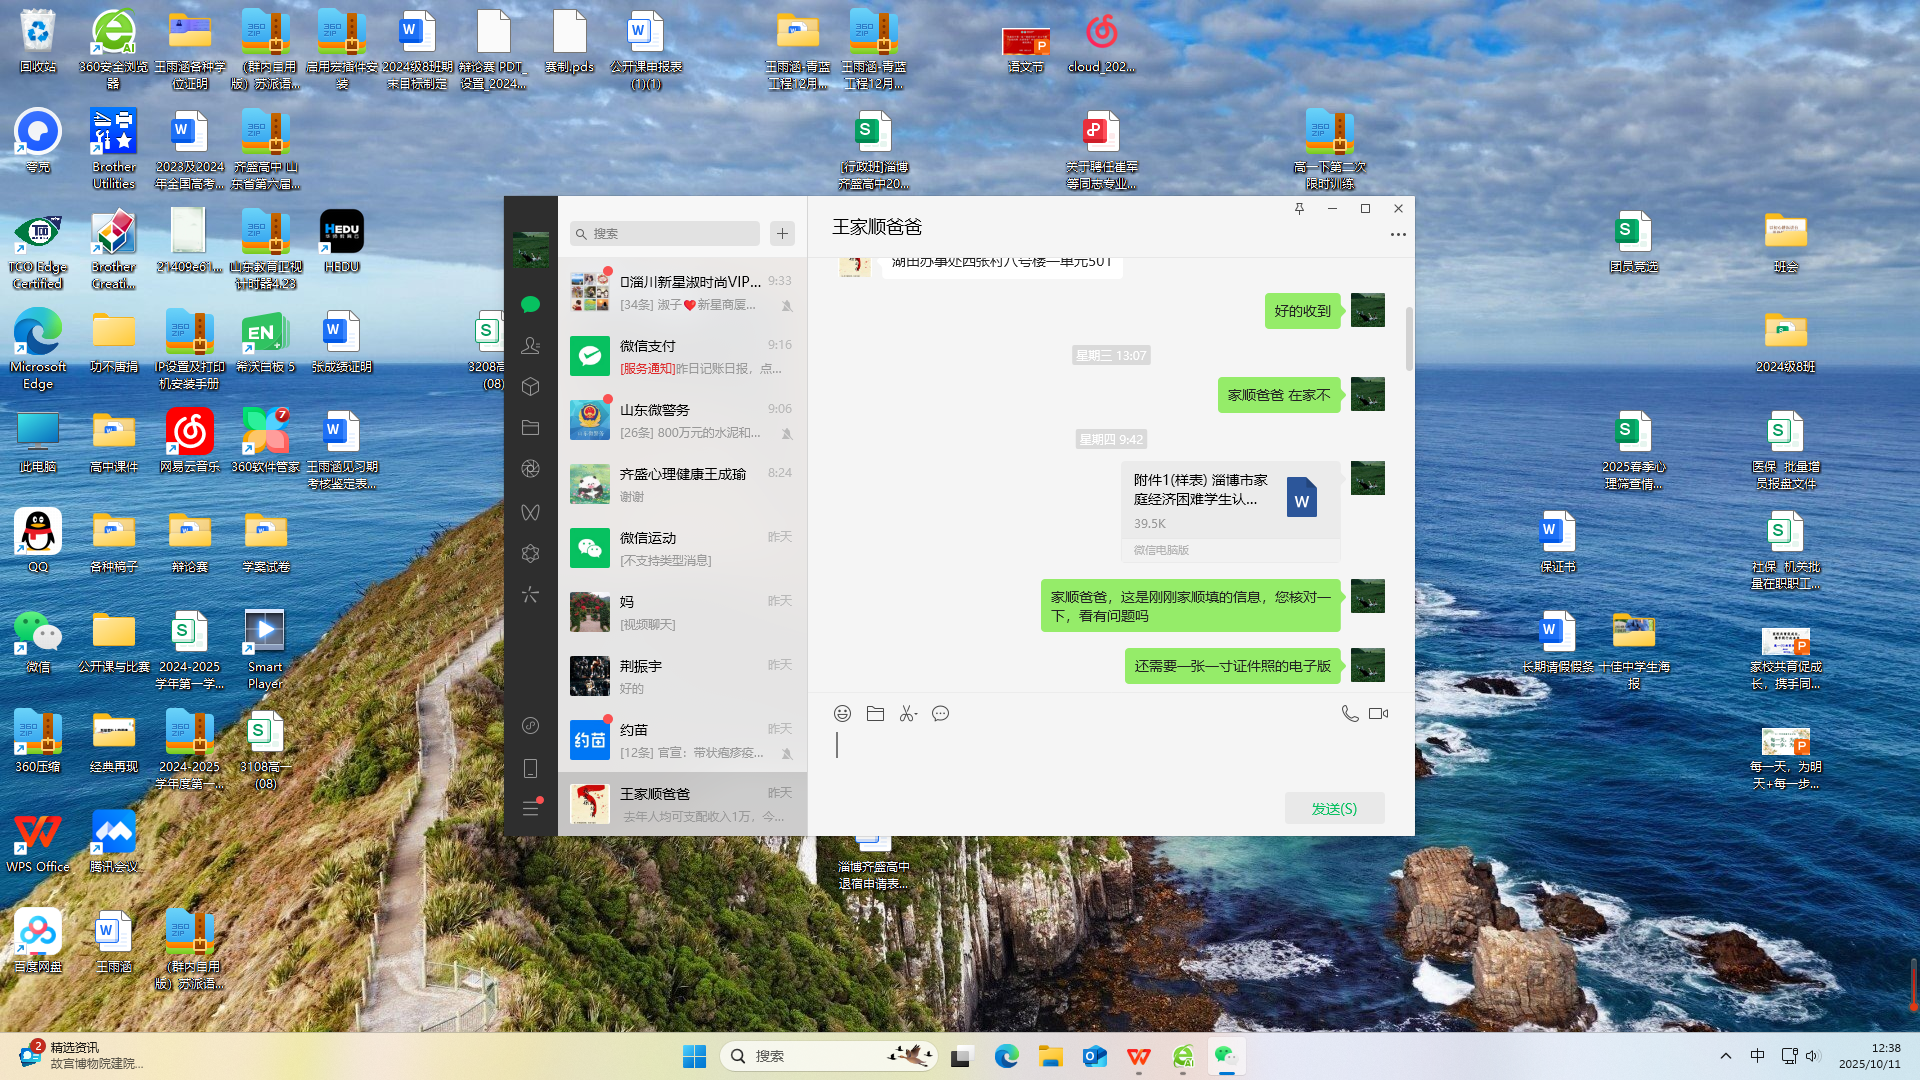 回收站
360安全浏览
器
王雨涵各种学
位证明
(群内自用
版) 苏派语...
启用宏插件安
装
2024级8班期
末目标制定
辩论赛 PDT_
设置_2024...
赛制.pds
公开课申报表
(1)(1)
王雨涵-青蓝
工程12月...
王雨涵-青蓝
工程12月...
语文节
cloud_202...
夸克
Brother
Utilities
2023及2024
年全国高考...
齐盛高中 山
东省第六届...
[行政班]淄博
齐盛高中20...
关于聘任崔军
等同志专业...
高一下第二次
限时训练
TCO Edge
Certified
Brother
Creati...
21409e61...
山东教育正视
计时器4.23
HEDU
团员竞选
班会
Microsoft
Edge
功不唐捐
IP设置及打印
机安装手册
希沃白板 5
张成绩证明
3208高
(08)
2024级8班
此电脑
高中课件
网易云音乐
360软件管家
王雨涵见习期
考核鉴定表...
2025春季心
理筛查情...
医保_批量增
员报盘文件
QQ
各种稿子
辩论赛
学案试卷
保证书
社保_机关批
量在职职工...
微信
公开课与比赛
2024-2025
学年第一学...
Smart
Player
长期请假假条
十佳中学生海
报
家校共育促成
长，携手同...
360压缩
经典再现
2024-2025
学年度第一...
3108高一
(08)
每一天，为明
天+每一步...
WPS Office
腾讯会议
淄博齐盛高中
退宿申请表...
百度网盘
王雨涵
(群内自用
版) 苏派语...
搜索
淄川新星淑时尚VIP...
9:33
[34条] 淑子❤新星商厦...
微信支付
9:16
[服务通知]昨日记账日报，点...
山东微警务
9:06
[26条] 800万元的水泥和...
齐盛心理健康王成瑜
8:24
谢谢
微信运动
昨天
[不支持类型消息]
妈
昨天
[视频聊天]
荆振宇
昨天
好的
约苗
昨天
[12条] 官宣：带状疱疹疫...
王家顺爸爸
昨天
去年人均可支配收入1万，今...
王家顺爸爸
湖田办事处四张村八号楼一单元501
好的收到
星期三 13:07
家顺爸爸 在家不
星期四 9:42
附件1(样表) 淄博市家
庭经济困难学生认...
39.5K
微信电脑版
家顺爸爸，这是刚刚家顺填的信息，您核对一
下，看有问题吗
还需要一张一寸证件照的电子版
发送(S)
2
精选资讯
故宫博物院建院...
搜索
中
12:38
2025/10/11